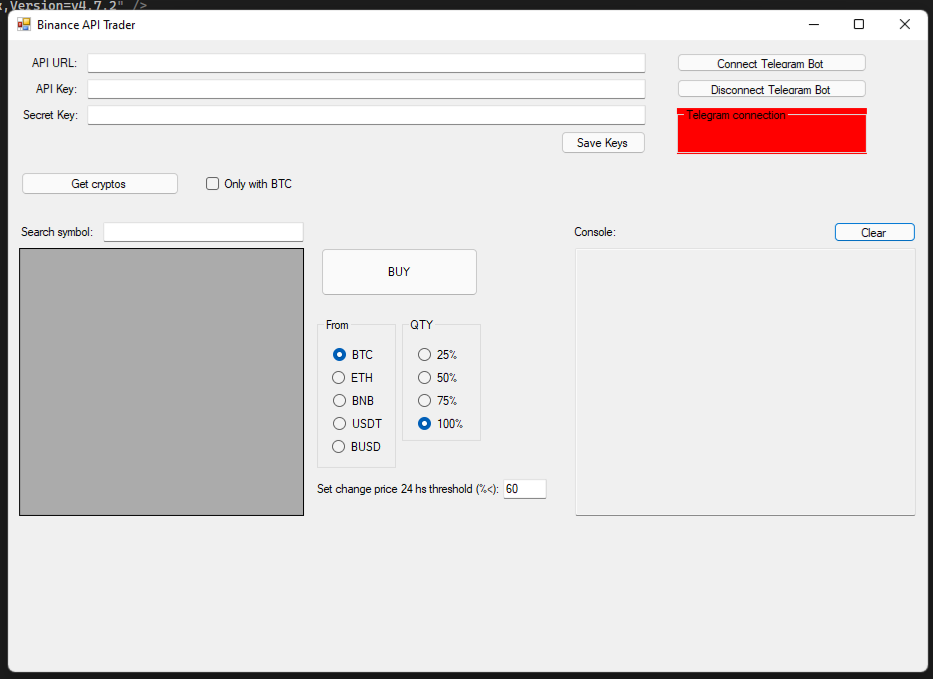 ,Version=v4.7.2" />
Binance API Trader
API URL:
Connect Telegram Bot
API Key:
Disconnect Telegram Bot
Secret Key:
Telegram connection
Save Keys
Get cryptos
Only with BTC
Search symbol:
Console:
Clear
BUY
From
QTY
BTC
25%
ETH
50%
BNB
75%
USDT
100%
BUSD
Set change price 24 hs threshold (%<): 60